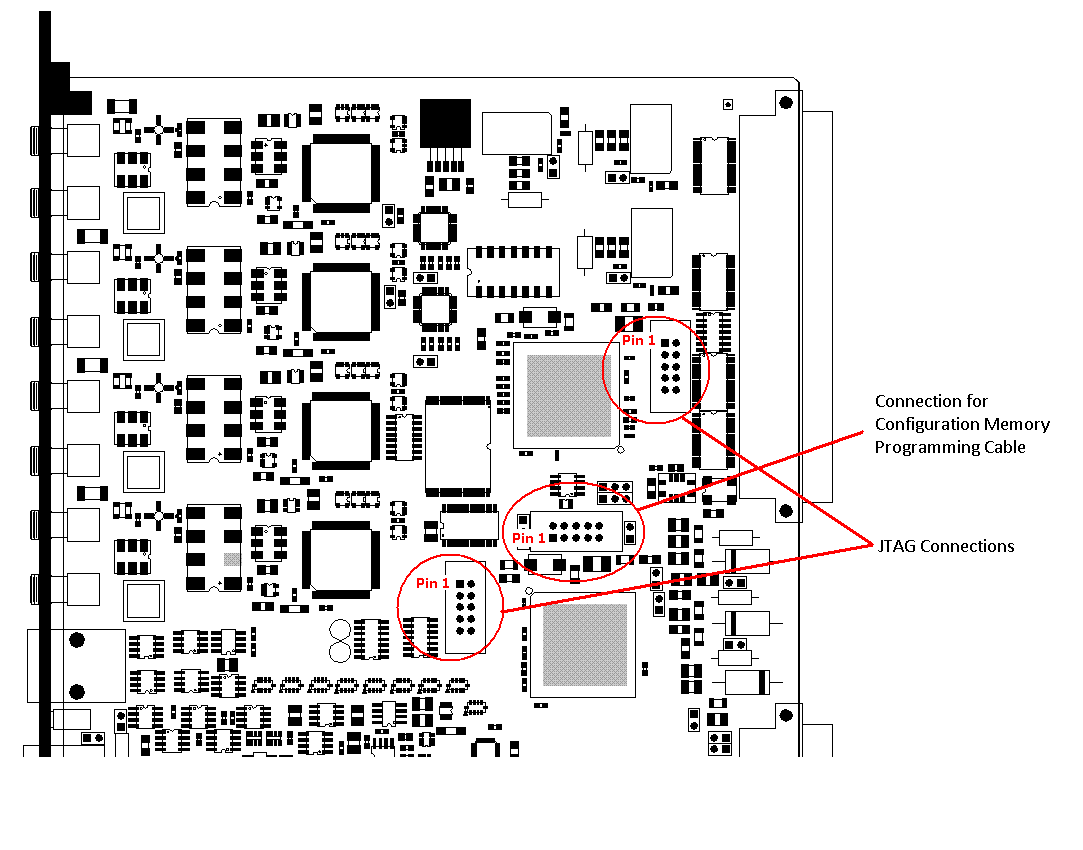 Pin 1
Connection for
Configuration Memory
Programming Cable
Pin 1
JTAG Connections
Pin 1